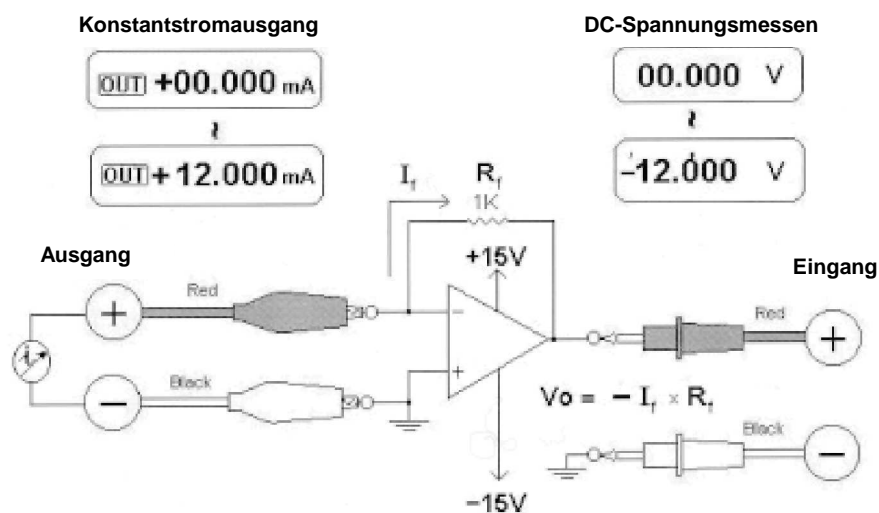 Konstantstromausgang
DC-Spannungsmessen
OUT +00.000 mA
00.000 V
~
~
OUT +12.000 mA
-12.000 V
If
Rf
1K
+15V
Ausgang
Eingang
Red
Red
+
−
+
−
+
Black
Vo = − If × Rf
Black
−
−15V